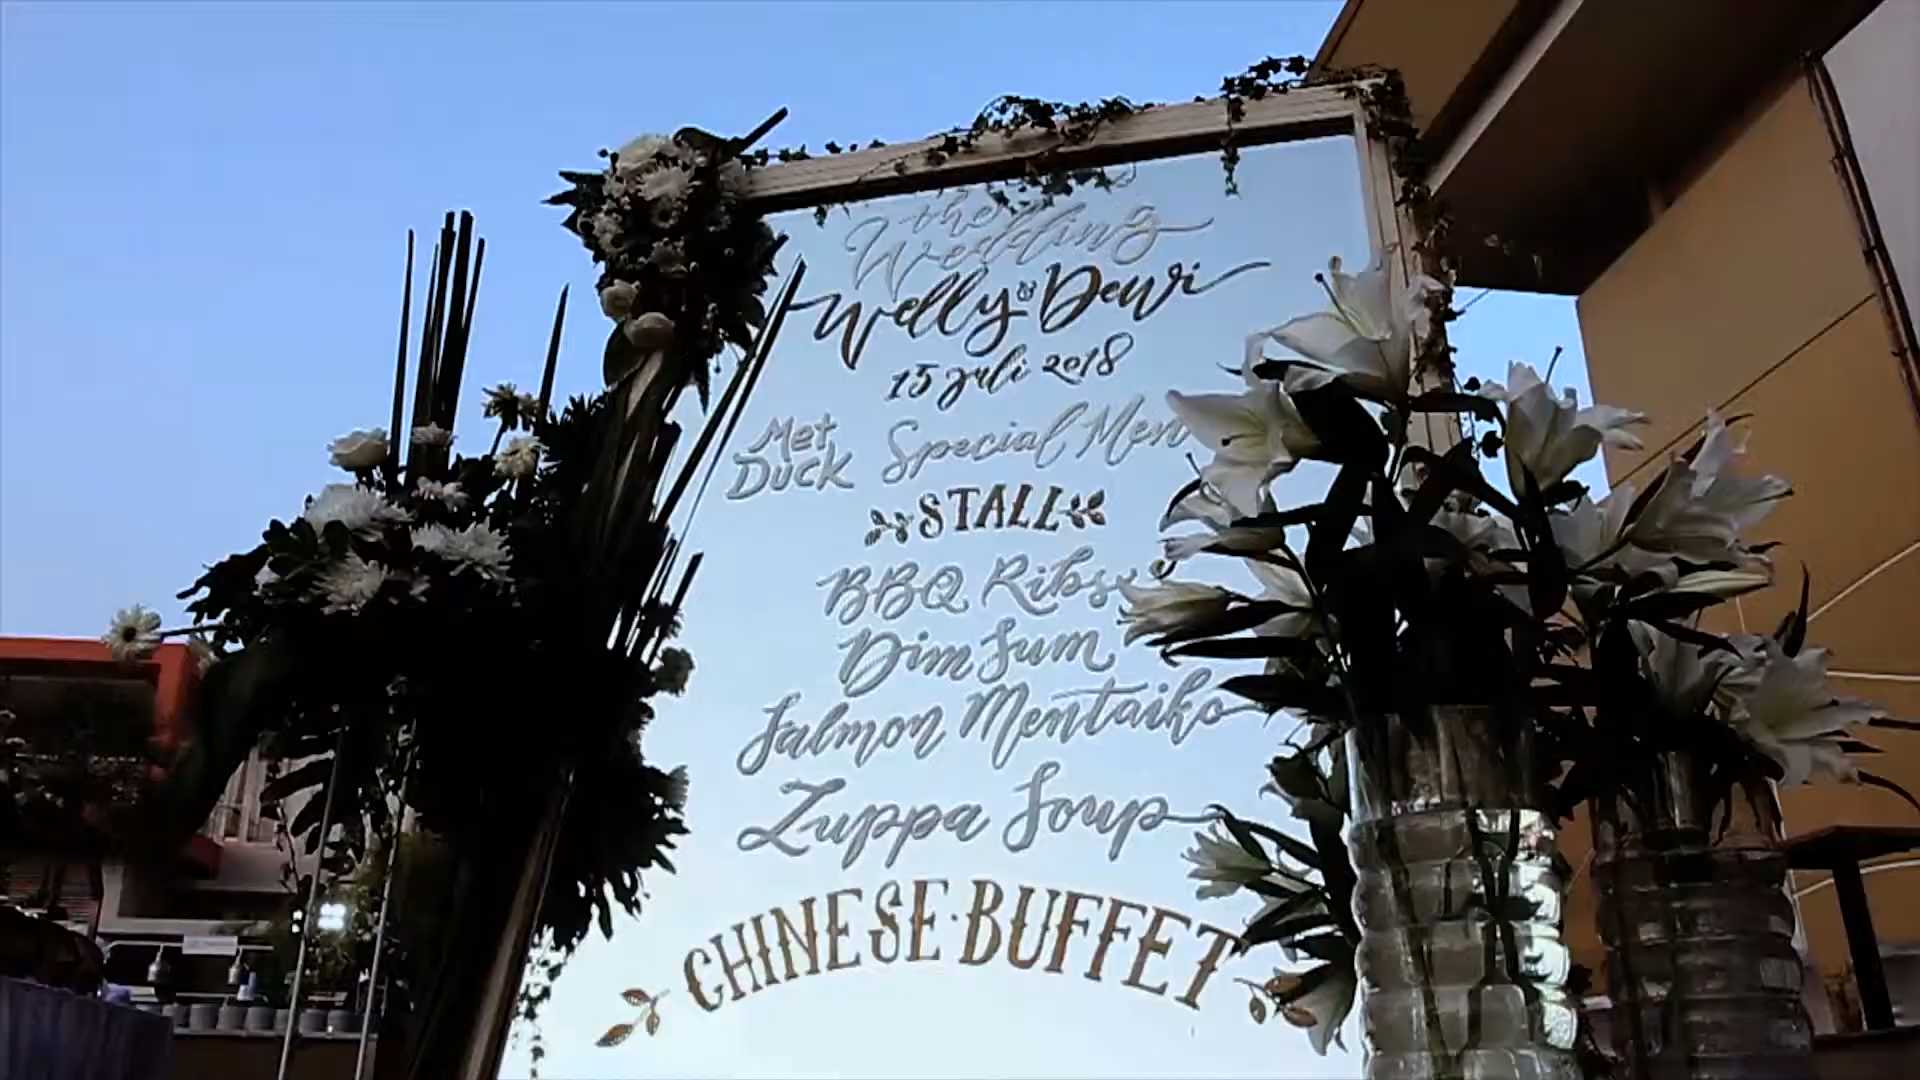 the
Wedding
Welly & Dewi
15 Juli 2018
Met
Duck
Special Men
STALL
BBQ Ribs
Dim Sum
Salmon Mentaiko
Zuppa Soup
CHINESE·BUFFET